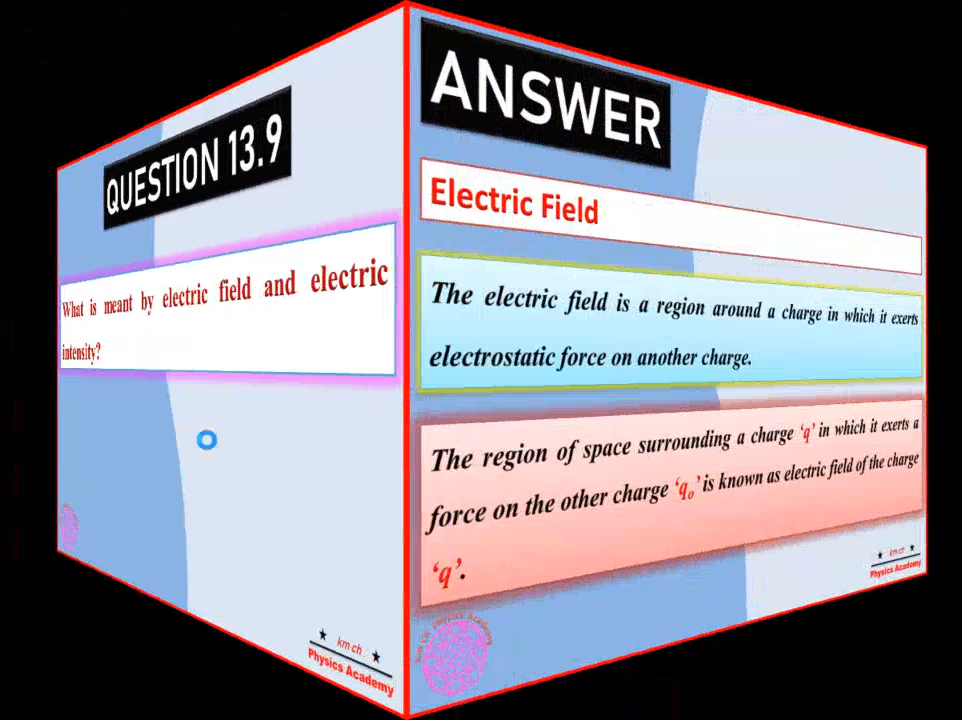 QUESTION 13.9
What is meant by electric field and electric
intensity?
km ch
Physics Academy
ANSWER
Electric Field
The electric field is a region around a charge in which it exerts
electrostatic force on another charge.
The region of space surrounding a charge ‘q’ in which it exerts a
force on the other charge ‘qₒ’ is known as electric field of the charge
‘q’.
km ch
Physics Academy
Physics Academy